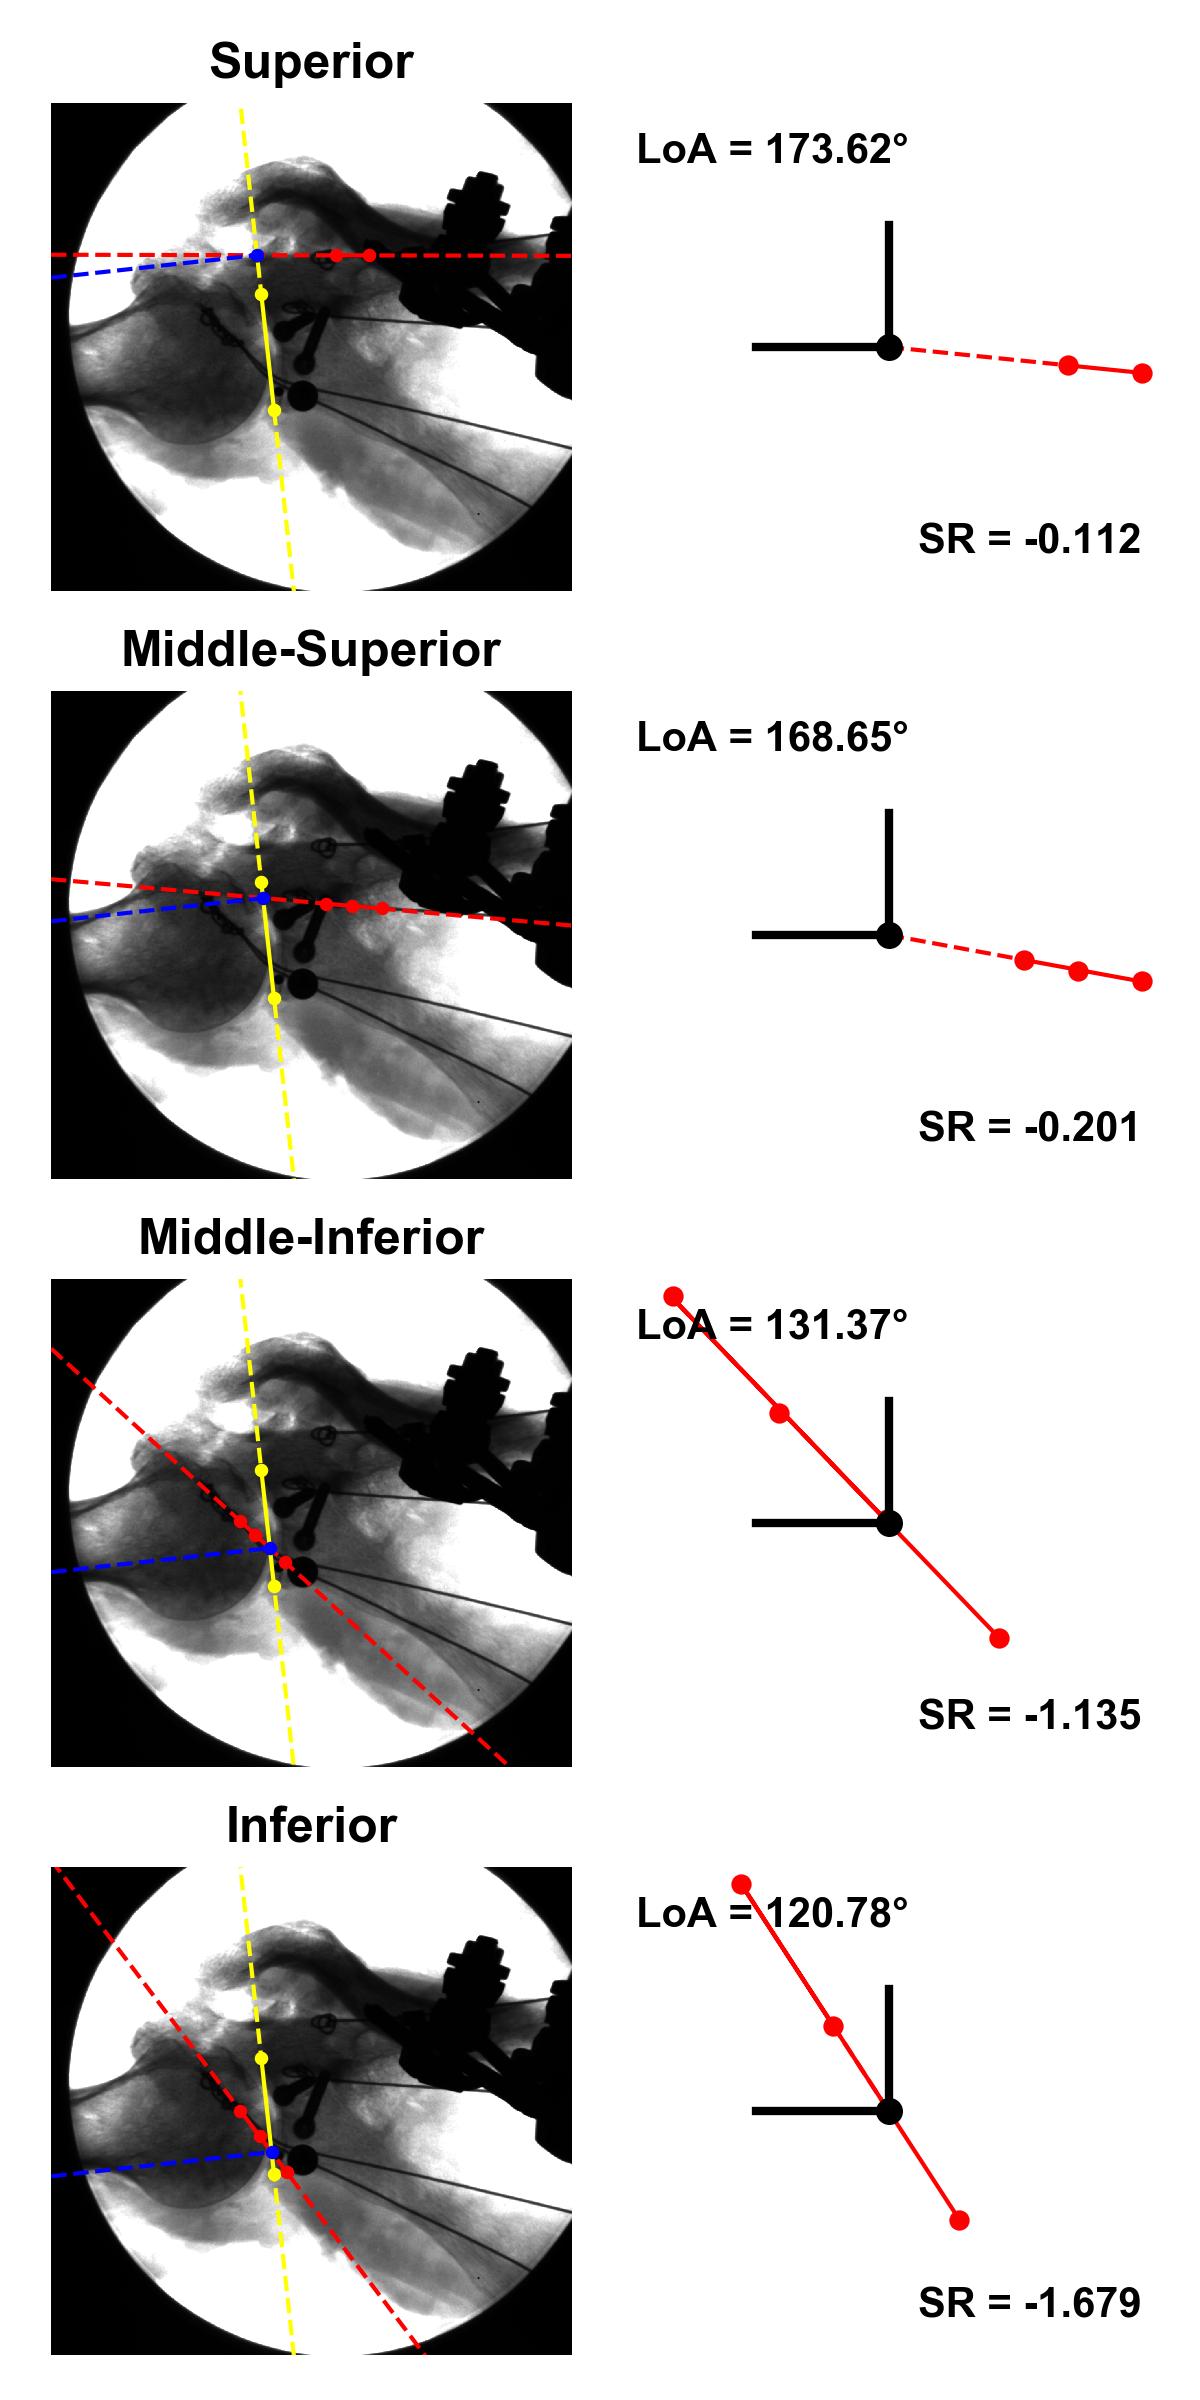 Superior
LoA = 173.62°
SR = -0.112
Middle-Superior
LoA = 168.65°
SR = -0.201
Middle-Inferior
LoA = 131.37°
SR = -1.135
Inferior
LoA = 120.78°
SR = -1.679